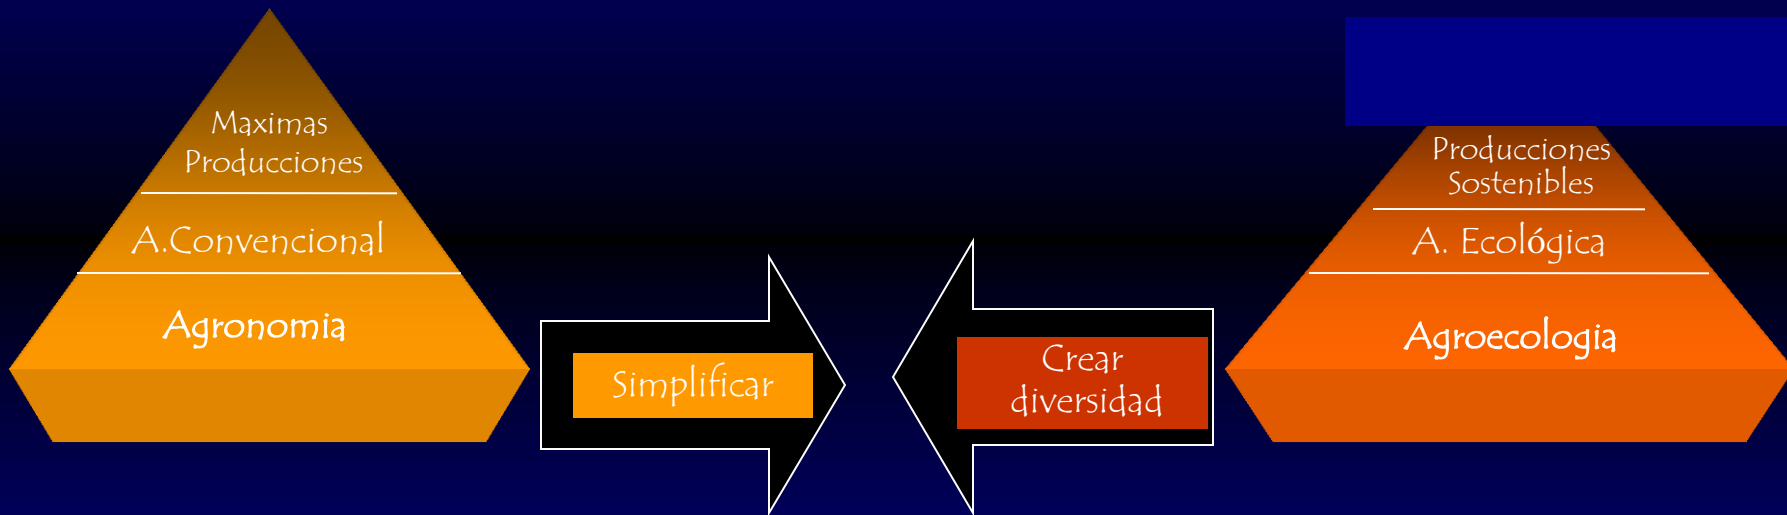 Maximas
Producciones
A.Convencional
Agronomia
Simplificar
Crear
diversidad
Producciones
Sostenibles
A. Ecológica
Agroecologia